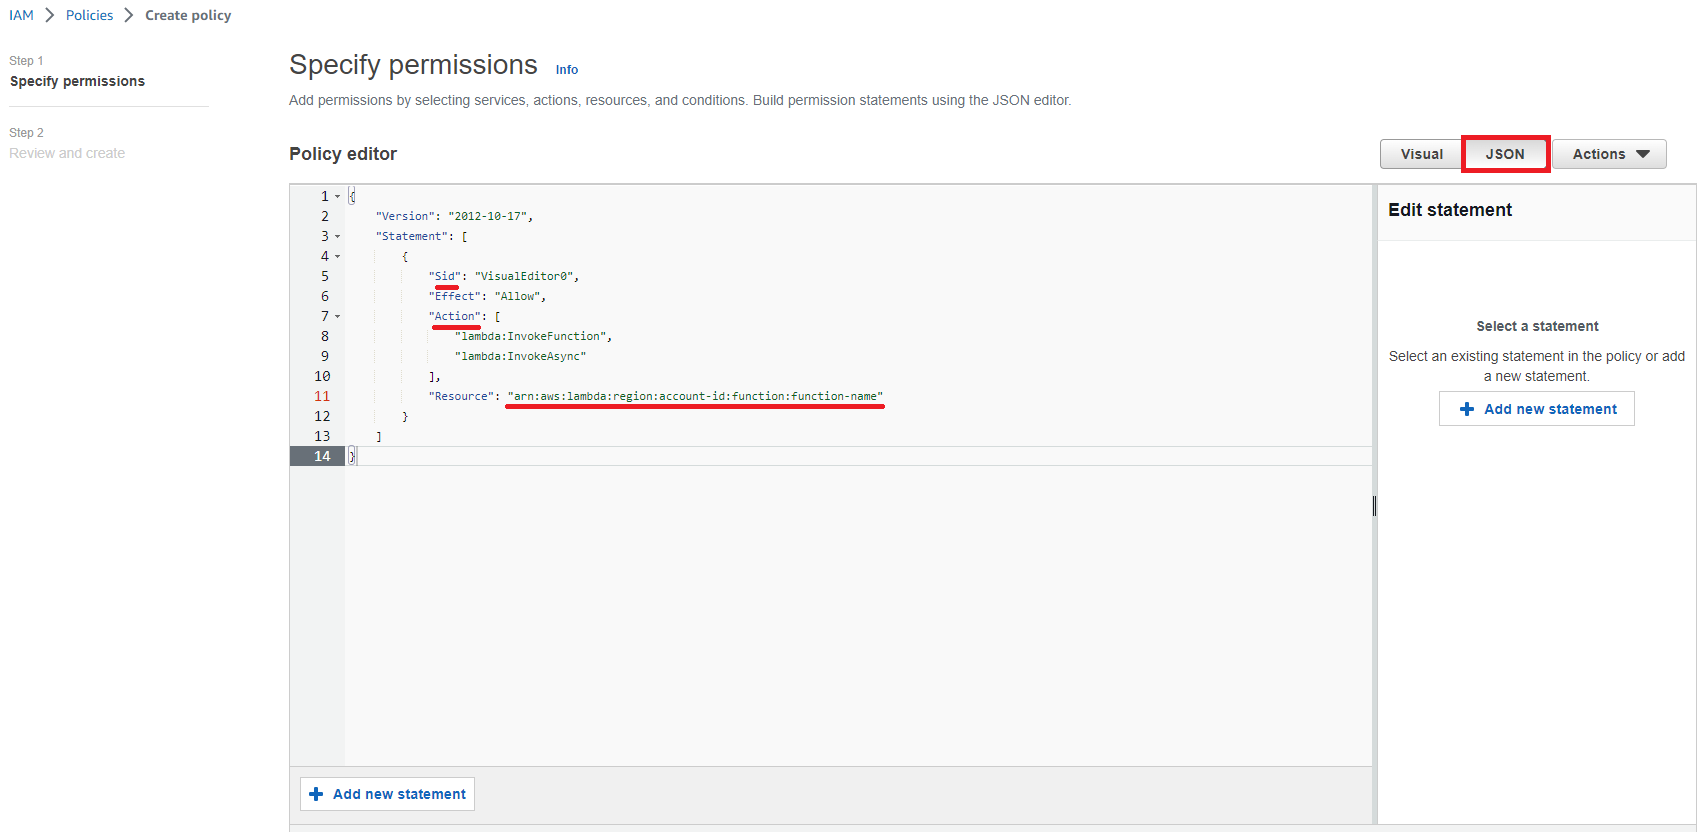 IAM > Policies > Create policy
Step 1
Specify permissions
Step 2
Review and create
Specify permissions Info
Add permissions by selecting services, actions, resources, and conditions. Build permission statements using the JSON editor.
Policy editor
Visual JSON Actions
1 {
2 "Version": "2012-10-17",
3 "Statement": [
4 {
5 "Sid": "VisualEditor0",
6 "Effect": "Allow",
7 "Action": [
8 "lambda:InvokeFunction",
9 "lambda:InvokeAsync"
10 ],
11 "Resource": "arn:aws:lambda:region:account-id:function:function-name"
12 }
13 ]
14 }
+ Add new statement
Edit statement
Select a statement
Select an existing statement in the policy or add
a new statement.
+ Add new statement